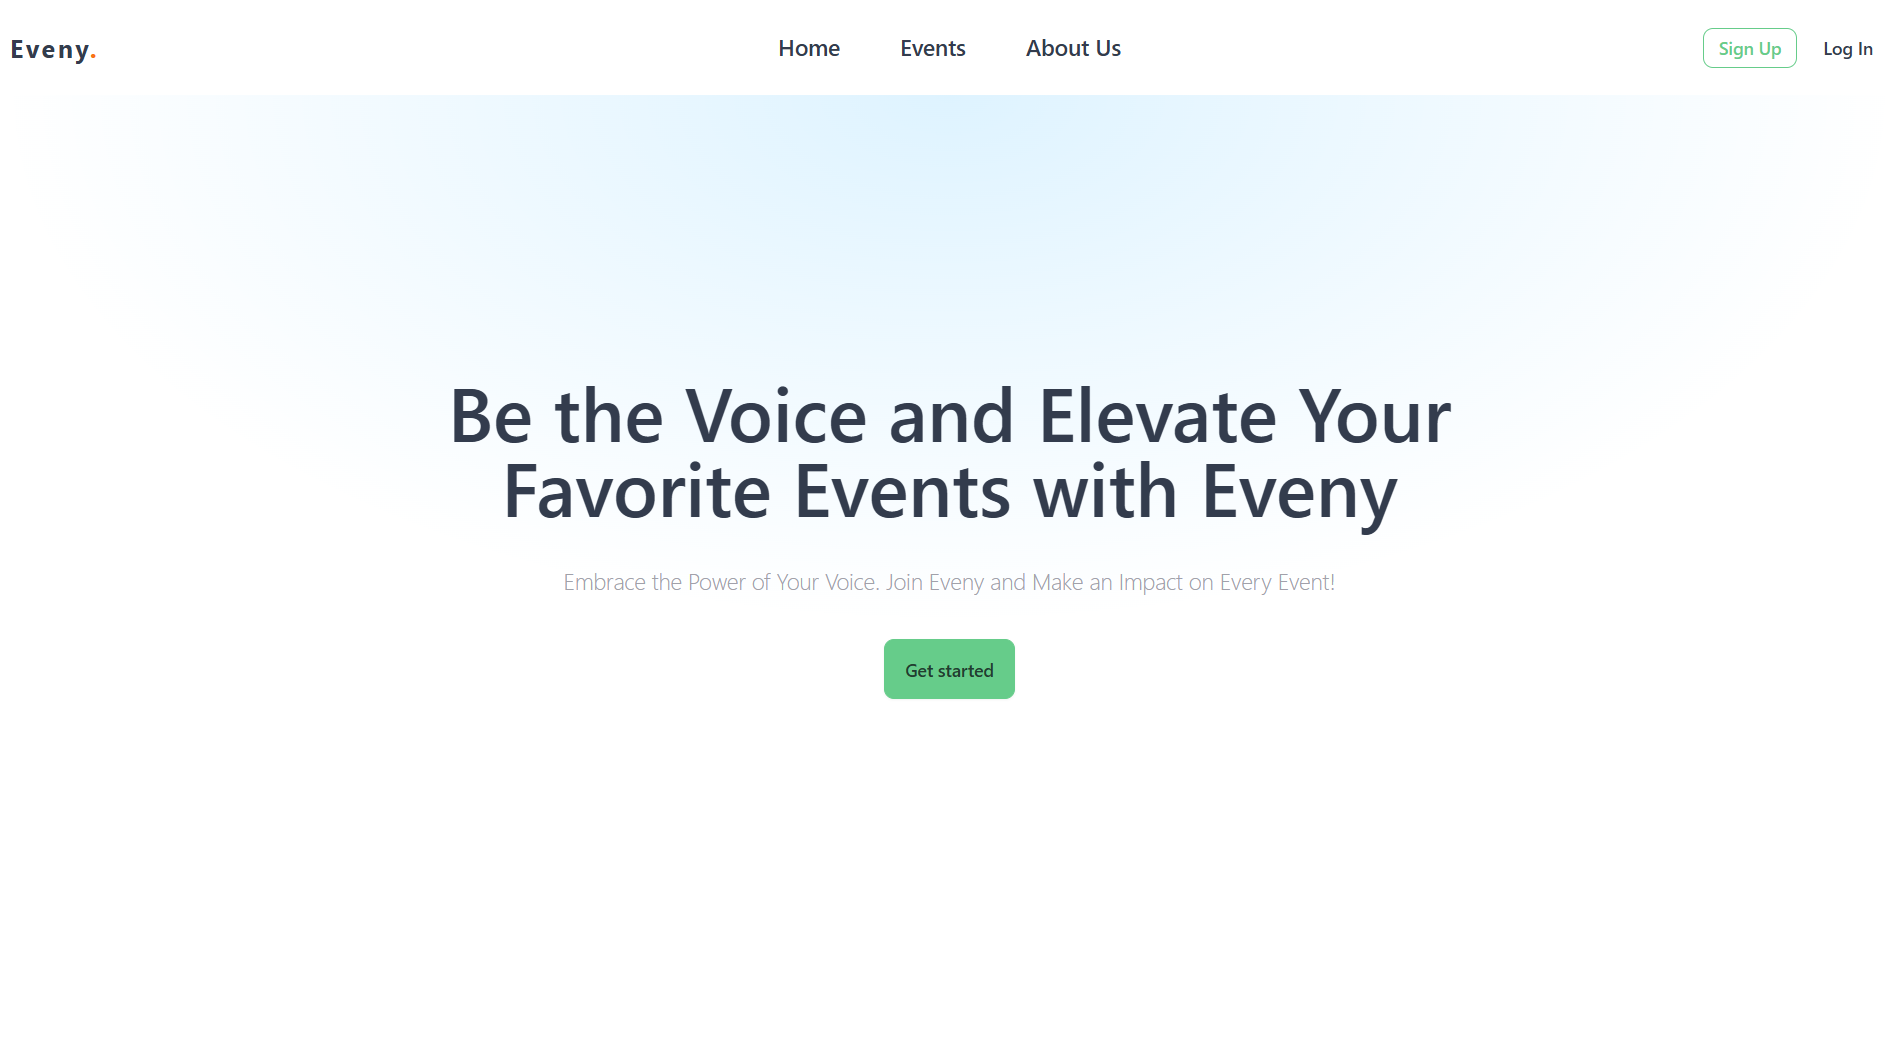 Eveny.
Home
Events
About Us
Sign Up
Log In
Be the Voice and Elevate Your
Favorite Events with Eveny
Embrace the Power of Your Voice. Join Eveny and Make an Impact on Every Event!
Get started